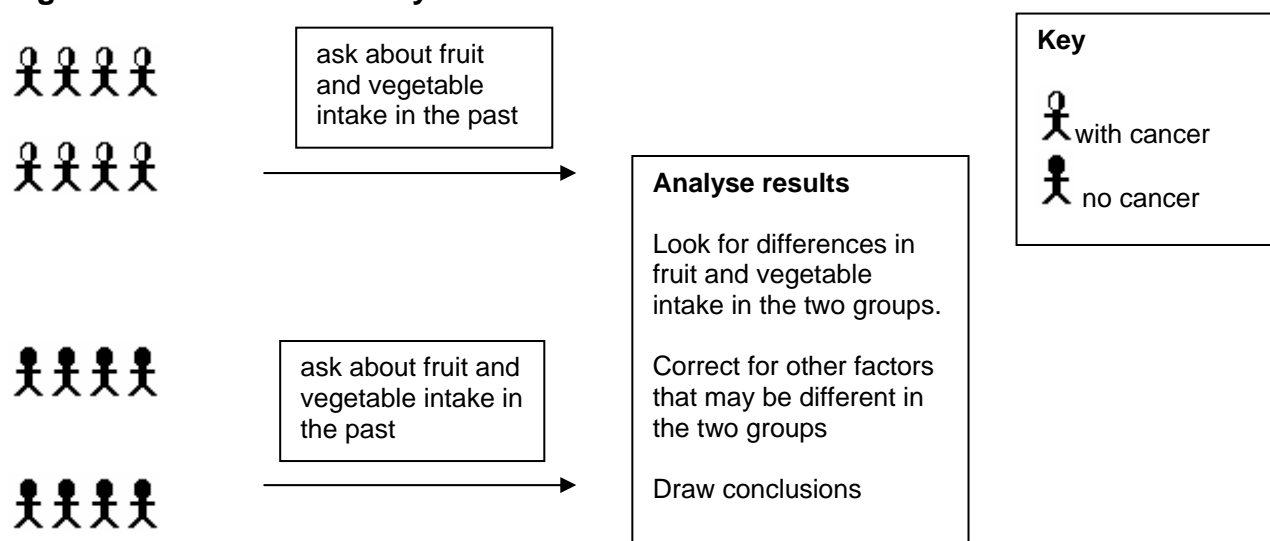 ask about fruit
and vegetable
intake in the past
Key
with cancer
no cancer
Analyse results
Look for differences in
fruit and vegetable
intake in the two groups.
Correct for other factors
that may be different in
the two groups
Draw conclusions
ask about fruit and
vegetable intake in
the past